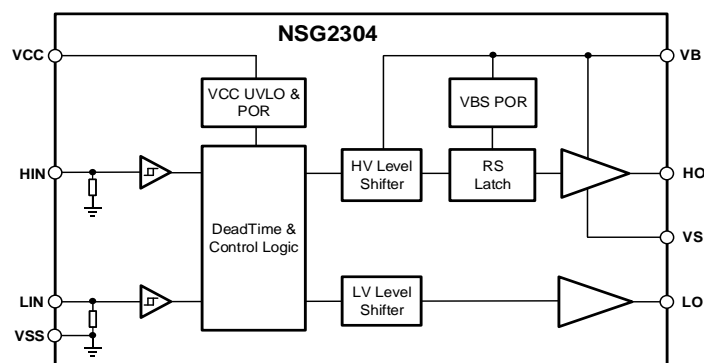 NSG2304
VCC
VB
VCC UVLO &
POR
VBS POR
HIN
HV Level
Shifter
RS
Latch
HO
DeadTime &
Control Logic
VS
LIN
LV Level
Shifter
LO
VSS